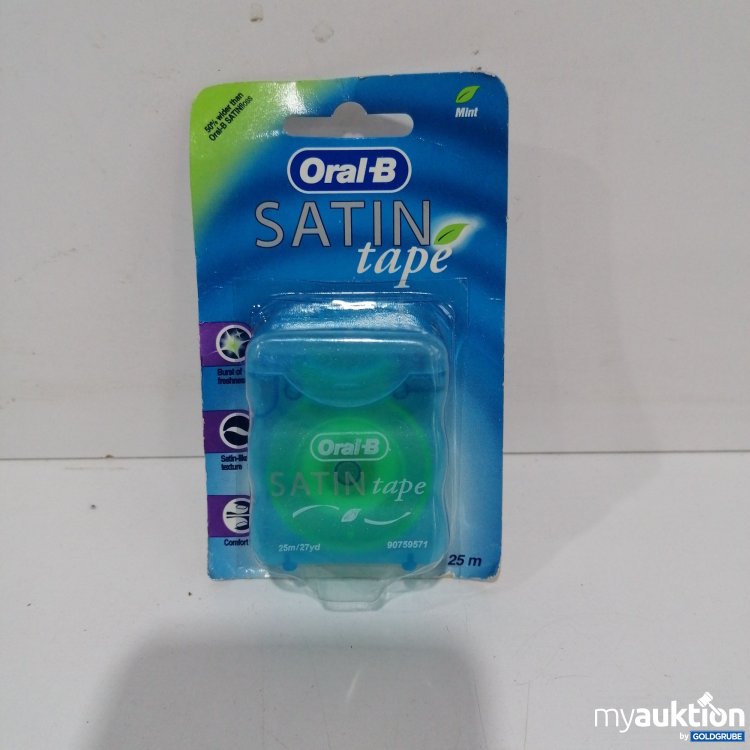 50% wider than
Oral-B SATINfloss
Mint
Oral-B
SATIN
tape
Burst of
freshness
Satin-like
texture
Comfort
Oral-B
SATIN tape
25m/27yd
90759571
25 m
myauktion
by GOLDGRUBE